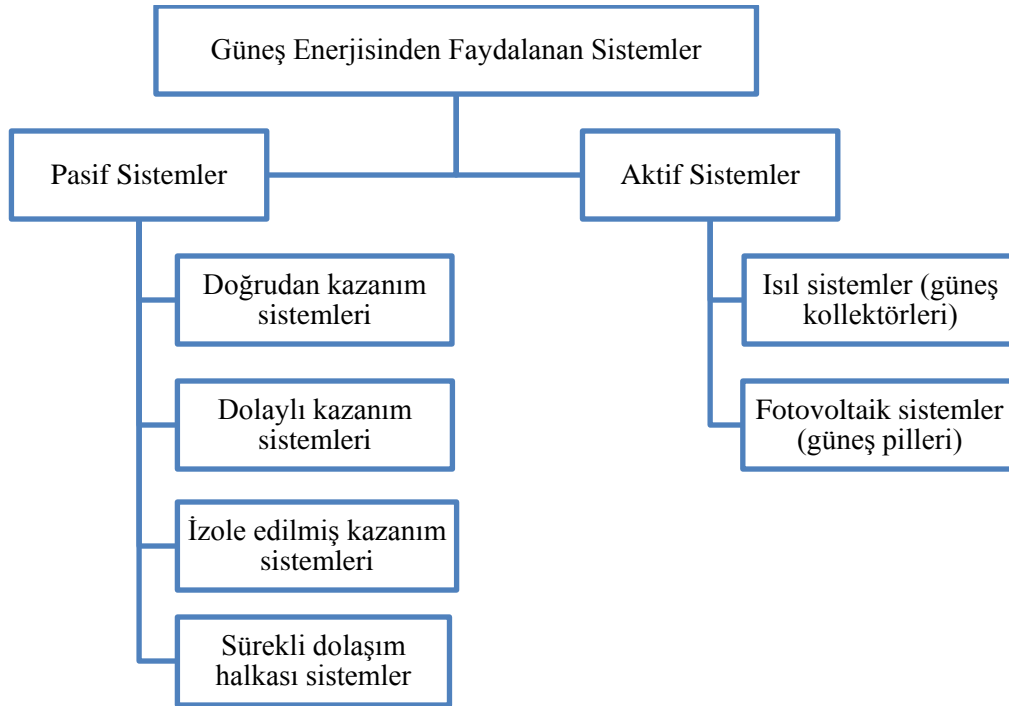 Güneş Enerjisinden Faydalanan Sistemler
Pasif Sistemler
Doğrudan kazanım
sistemleri
Dolaylı kazanım
sistemleri
İzole edilmiş kazanım
sistemleri
Sürekli dolaşım
halkası sistemler
Aktif Sistemler
Isıl sistemler (güneş
kollektörleri)
Fotovoltaik sistemler
(güneş pilleri)